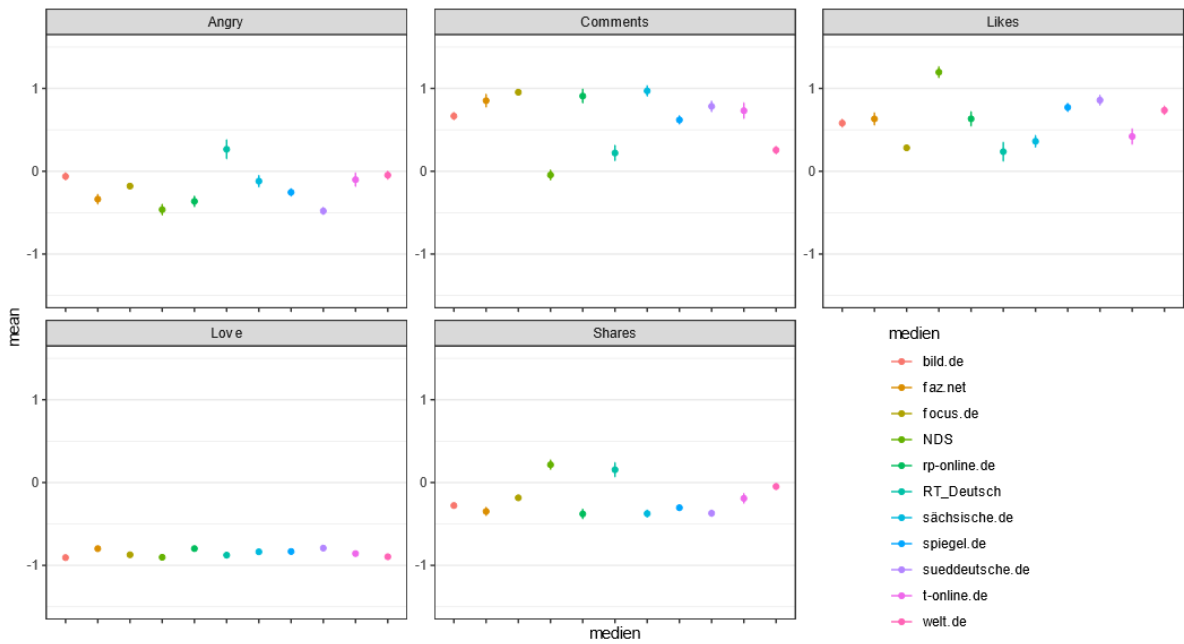 Angry
Comments
Likes
1
0
-1
1
0
-1
1
0
-1
mean
Love
Shares
1
0
-1
1
0
-1
medien
medien
bild.de
faz.net
focus.de
NDS
rp-online.de
RT_Deutsch
sächsische.de
spiegel.de
sueddeutsche.de
t-online.de
welt.de